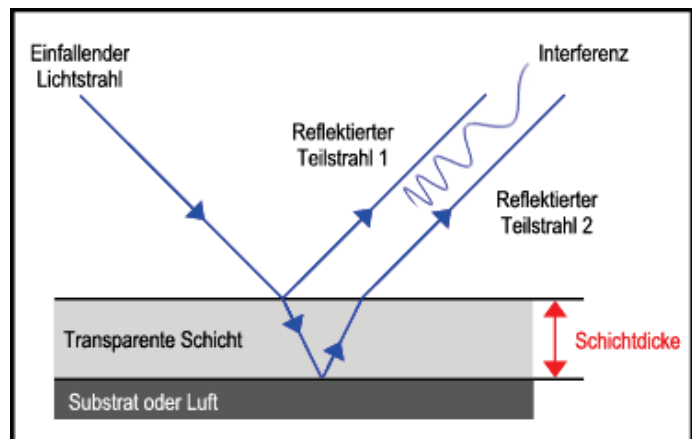 Einfallender
Lichtstrahl
Interferenz
Reflektierter
Teilstrahl 1
Reflektierter
Teilstrahl 2
Transparente Schicht
Schichtdicke
Substrat oder Luft